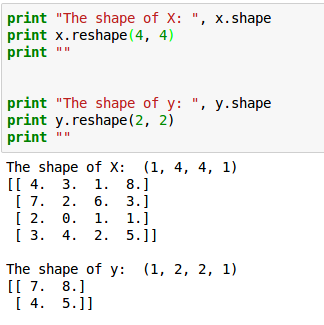 print "The shape of X: ", x.shape
print x.reshape(4, 4)
print ""
print "The shape of y: ", y.shape
print y.reshape(2, 2)
print ""
The shape of X:  (1, 4, 4, 1)
[[ 4.  3.  1.  8.]
 [ 7.  2.  6.  3.]
 [ 2.  0.  1.  1.]
 [ 3.  4.  2.  5.]]
The shape of y:  (1, 2, 2, 1)
[[ 7.  8.]
 [ 4.  5.]]